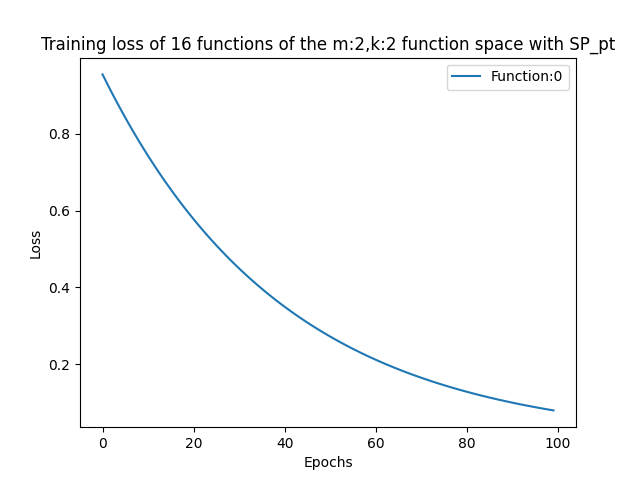 Training loss of 16 functions of the m:2,k:2 function space with SP_pt
Function:0
Loss
0.8
0.6
0.4
0.2
0 20 40 60 80 100
Epochs